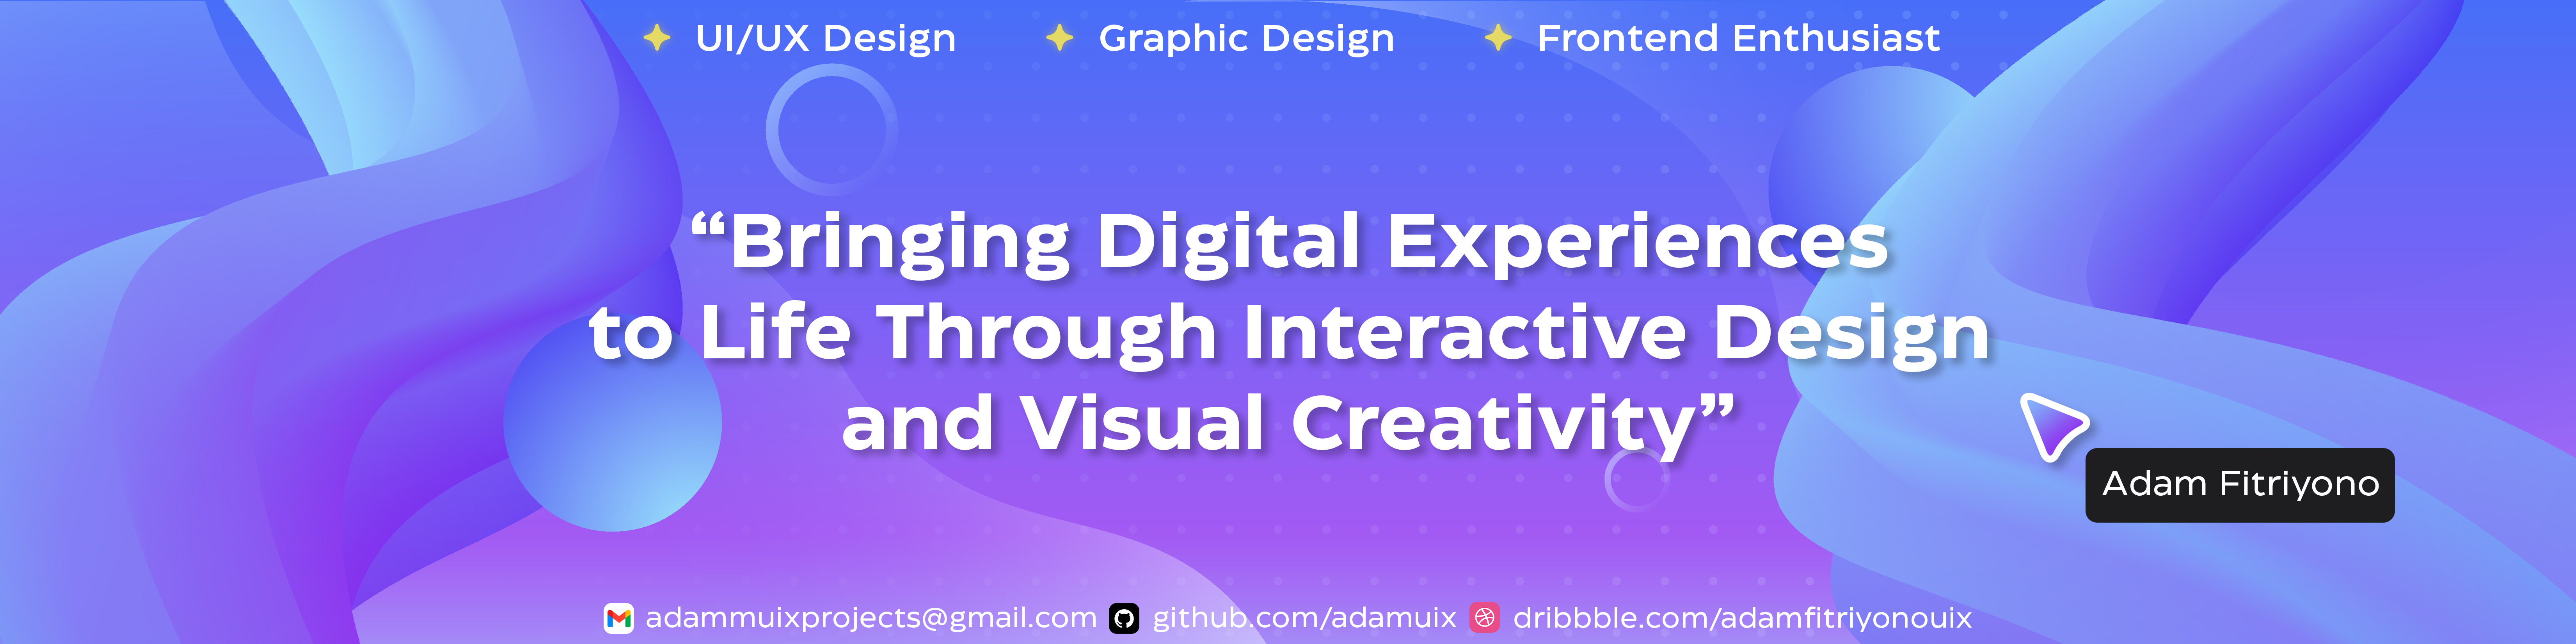 UI/UX Design Graphic Design Frontend Enthusiast
“Bringing Digital Experiences
to Life Through Interactive Design
and Visual Creativity”
Adam Fitriyono
adammuixprojects@gmail.com github.com/adamuix dribbble.com/adamfitriyonouix